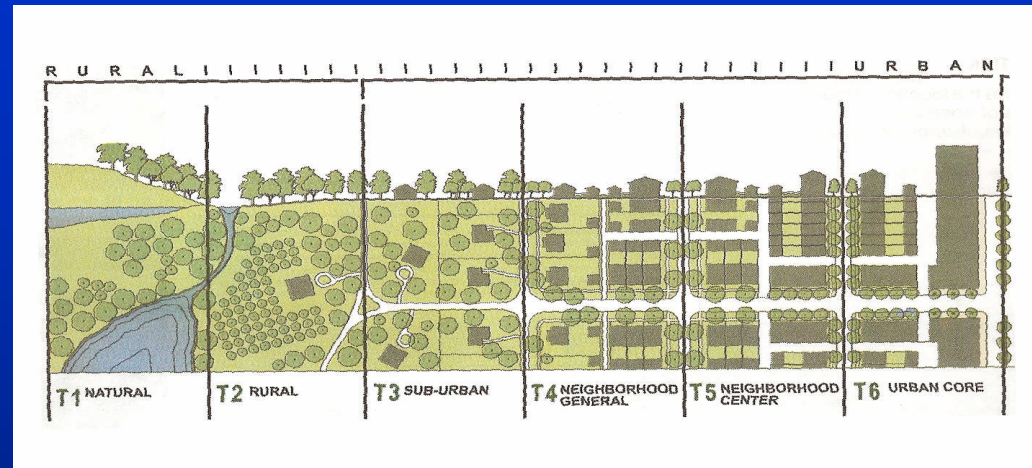 RURAL URBAN
T1 NATURAL
T2 RURAL
T3 SUB-URBAN
T4 NEIGHBORHOOD
GENERAL
T5 NEIGHBORHOOD
CENTER
T6 URBAN CORE